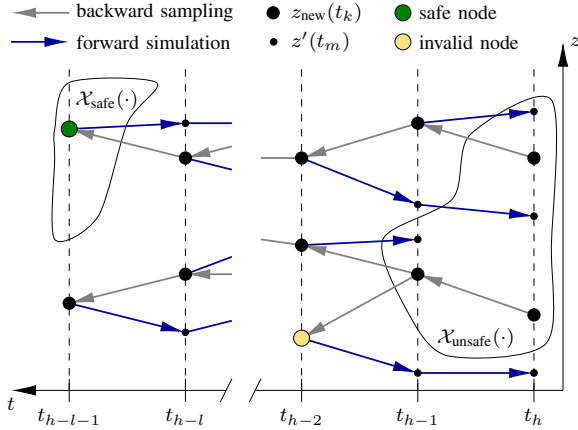 backward sampling z_new(t_k) safe node
forward simulation z′(t_m) invalid node
z
𝒳_safe(·)
𝒳_unsafe(·)
t
t_{h−l−1} t_{h−l} t_{h−2} t_{h−1} t_h